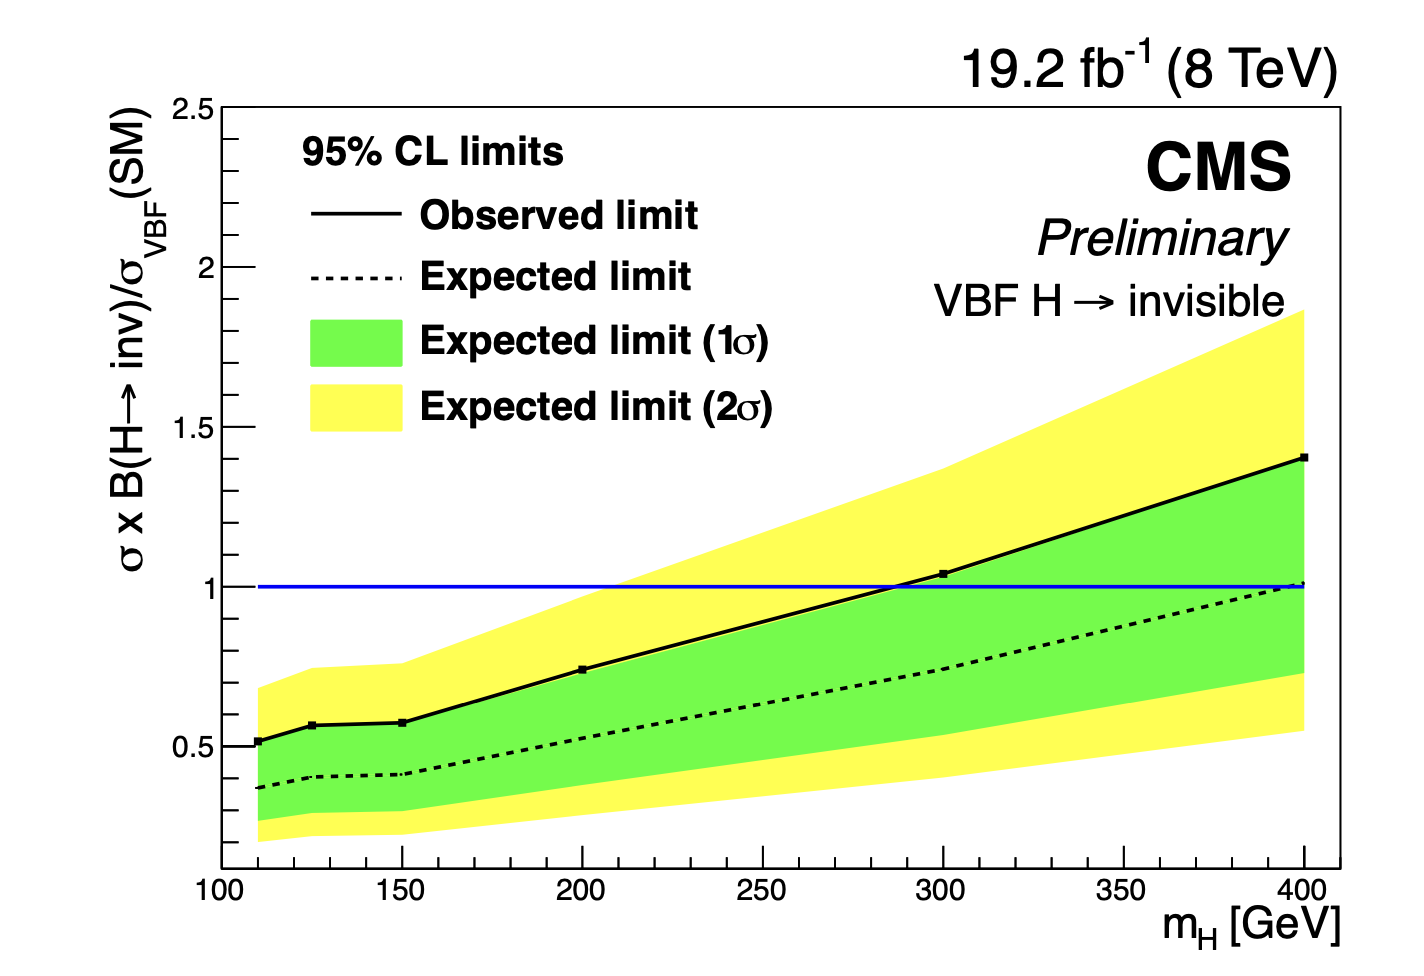 19.2 fb⁻¹ (8 TeV)
σ x B(H→ inv)/σVBF(SM)
2.5
2
1.5
1
0.5
95% CL limits
Observed limit
Expected limit
Expected limit (1σ)
Expected limit (2σ)
CMS
Preliminary
VBF H → invisible
100 150 200 250 300 350 400
mH [GeV]